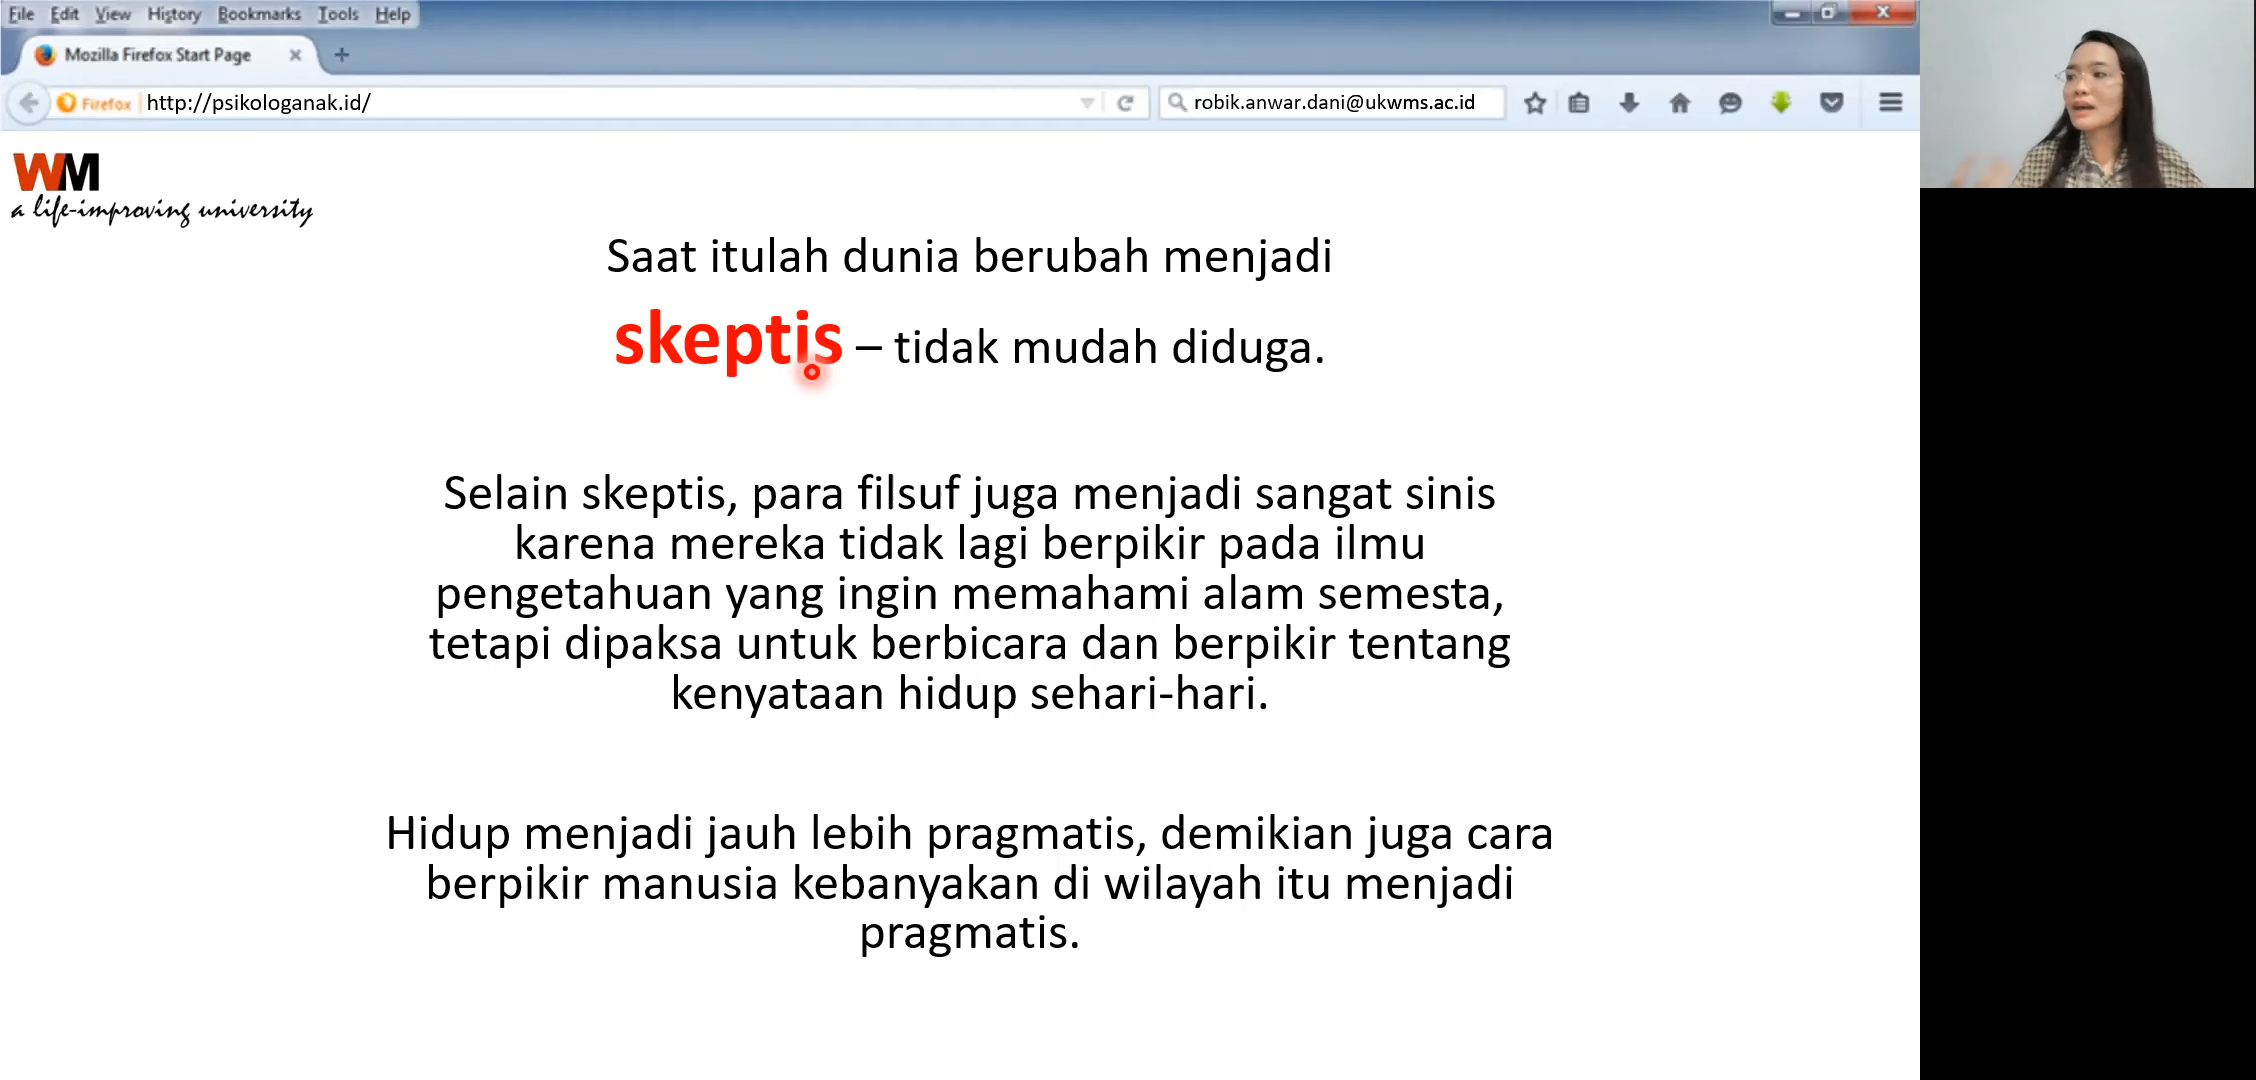 File Edit View History Bookmarks Tools Help
Mozilla Firefox Start Page
Firefox http://psikologanak.id/ robik.anwar.dani@ukwms.ac.id
WM
a life-improving university
Saat itulah dunia berubah menjadi
skeptis – tidak mudah diduga.
Selain skeptis, para filsuf juga menjadi sangat sinis
karena mereka tidak lagi berpikir pada ilmu
pengetahuan yang ingin memahami alam semesta,
tetapi dipaksa untuk berbicara dan berpikir tentang
kenyataan hidup sehari-hari.
Hidup menjadi jauh lebih pragmatis, demikian juga cara
berpikir manusia kebanyakan di wilayah itu menjadi
pragmatis.